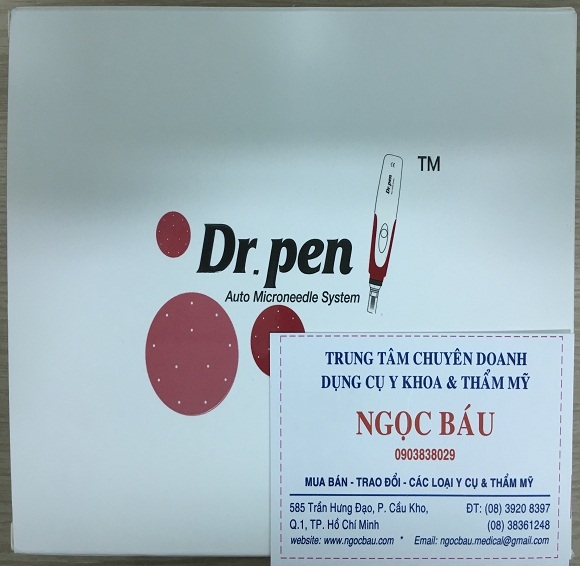 TM
Dr. pen
Dr. pen
Auto Microneedle System
TRUNG TÂM CHUYÊN DOANH
DỤNG CỤ Y KHOA & THẨM MỸ
NGỌC BÁU
0903838029
MUA BÁN - TRAO ĐỔI - CÁC LOẠI Y CỤ & THẨM MỸ
585 Trần Hưng Đạo, P. Cầu Kho, ĐT: (08) 3920 8397
Q.1, TP. Hồ Chí Minh (08) 38361248
website: www.ngocbau.com * Email: ngocbau.medical@gmail.com